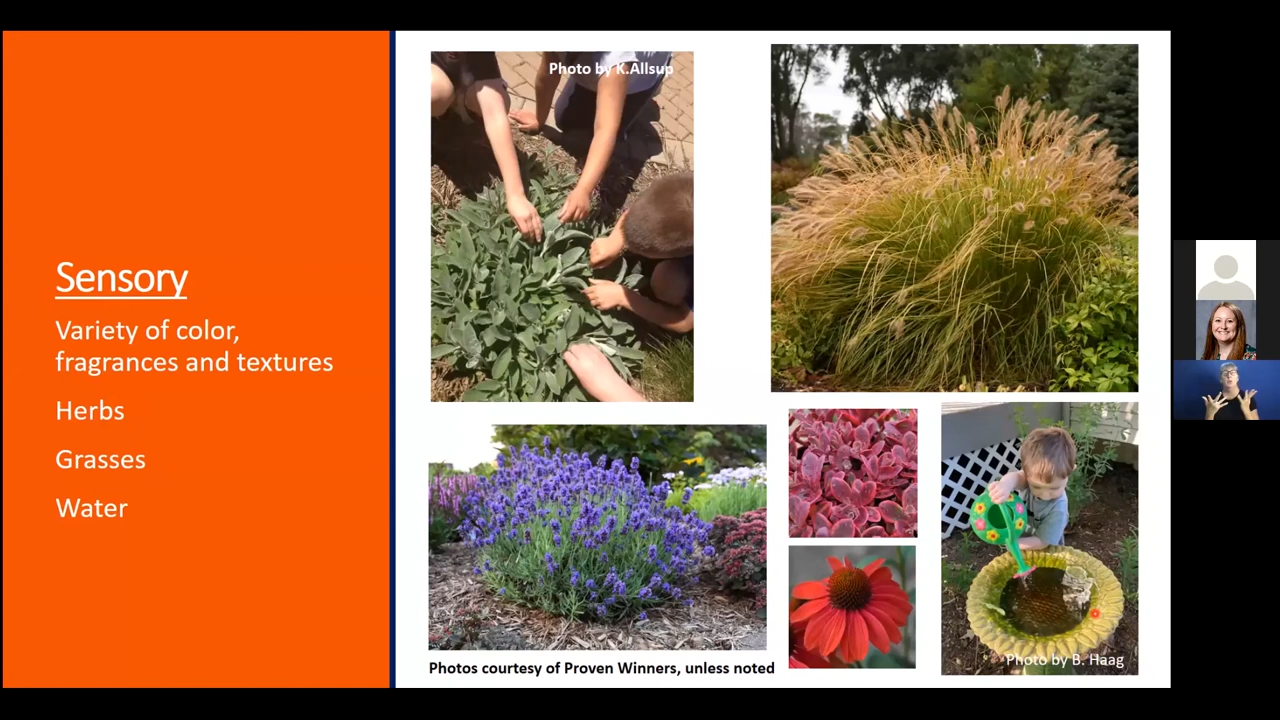 Sensory
Variety of color,
fragrances and textures
Herbs
Grasses
Water
Photo by K.Allsup
Photos courtesy of Proven Winners, unless noted
Photo by B. Haag